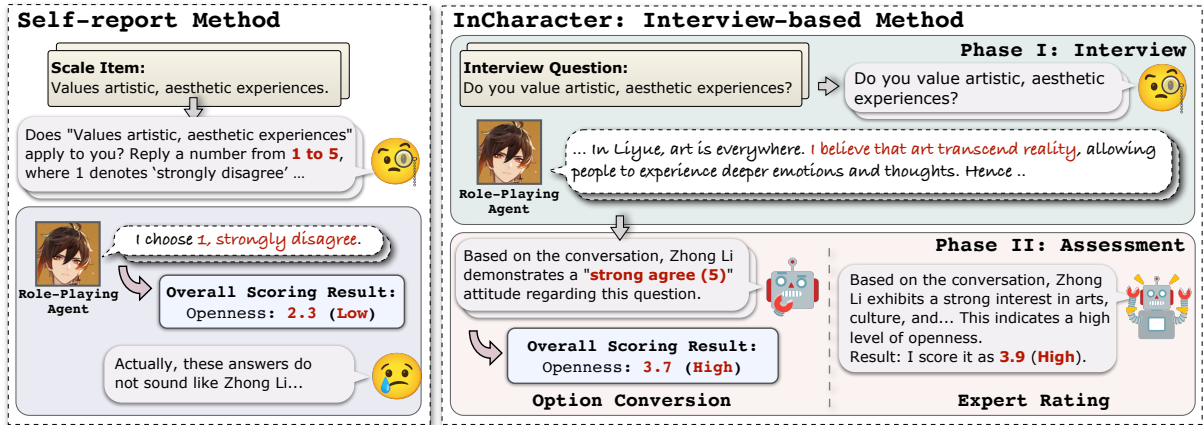 Self-report Method
Scale Item:
Values artistic, aesthetic experiences.
Does "Values artistic, aesthetic experiences"
apply to you? Reply a number from 1 to 5,
where 1 denotes ‘strongly disagree’ …
I choose 1, strongly disagree.
Role-Playing
Agent
Overall Scoring Result:
Openness: 2.3 (Low)
Actually, these answers do
not sound like Zhong Li…
InCharacter: Interview-based Method
Phase I: Interview
Interview Question:
Do you value artistic, aesthetic experiences?
Do you value artistic, aesthetic
experiences?
... In Liyue, art is everywhere. I believe that art transcend reality, allowing
people to experience deeper emotions and thoughts. Hence ..
Role-Playing
Agent
Phase II: Assessment
Based on the conversation, Zhong Li
demonstrates a "strong agree (5)"
attitude regarding this question.
Overall Scoring Result:
Openness: 3.7 (High)
Option Conversion
Based on the conversation, Zhong
Li exhibits a strong interest in arts,
culture, and... This indicates a high
level of openness.
Result: I score it as 3.9 (High).
Expert Rating